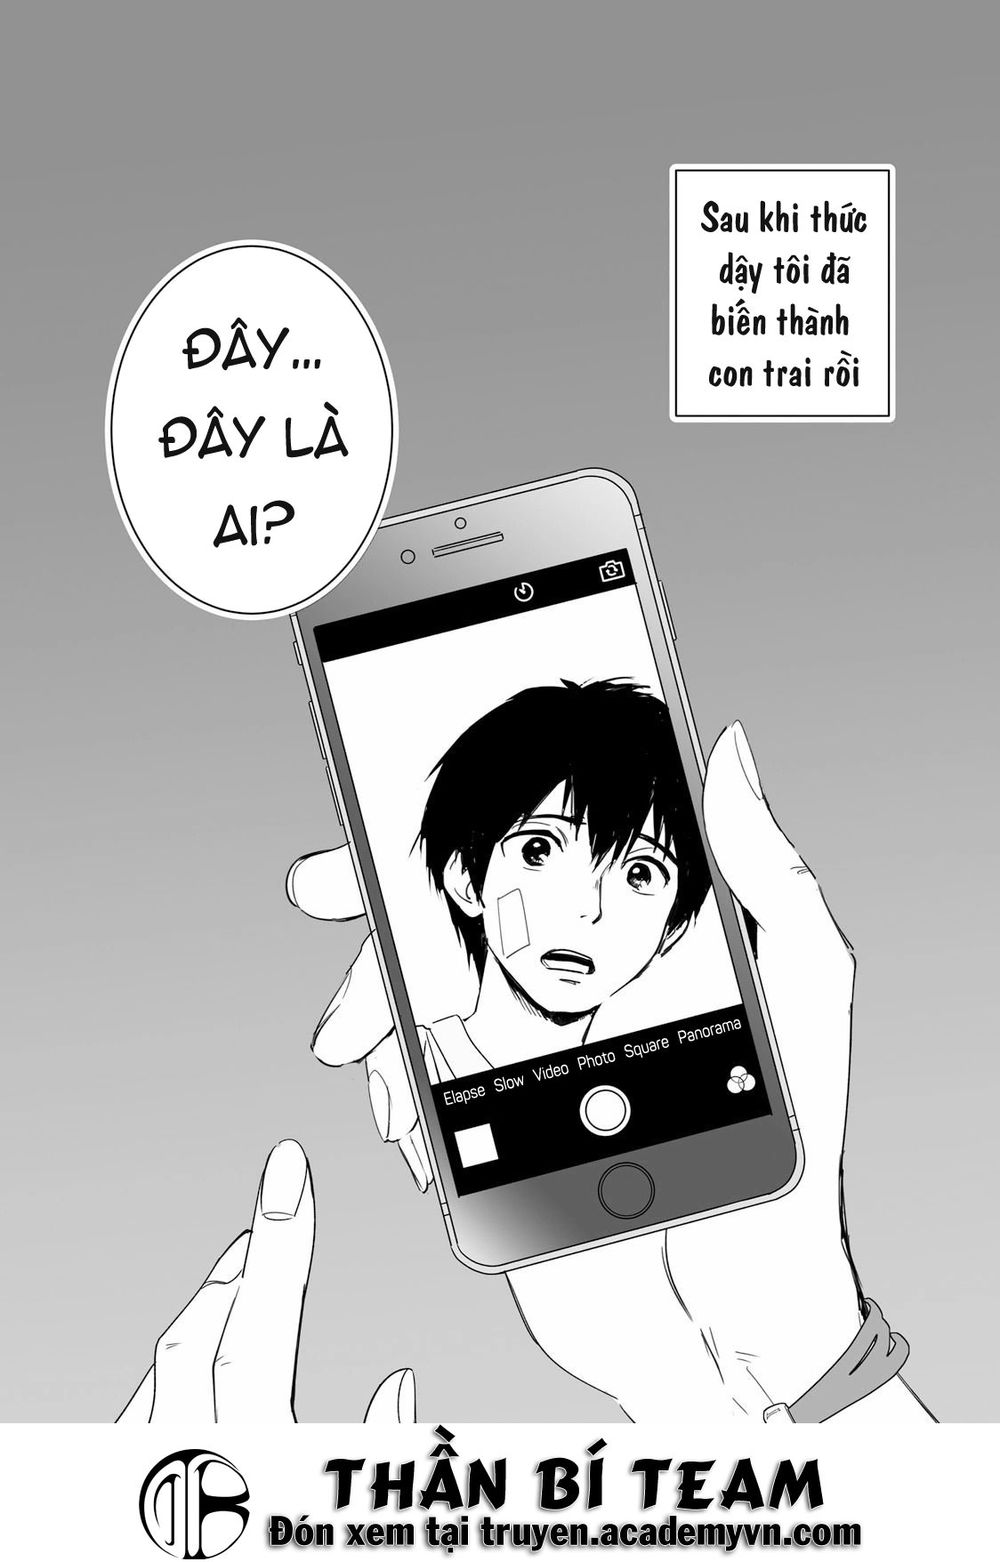 Sau khi thức
dậy tôi đã
biến thành
con trai rồi
ĐÂY...
ĐÂY LÀ
AI?
Elapse Slow Video Photo Square Panorama
THẦN BÍ TEAM
Đón xem tại truyen.academyvn.com